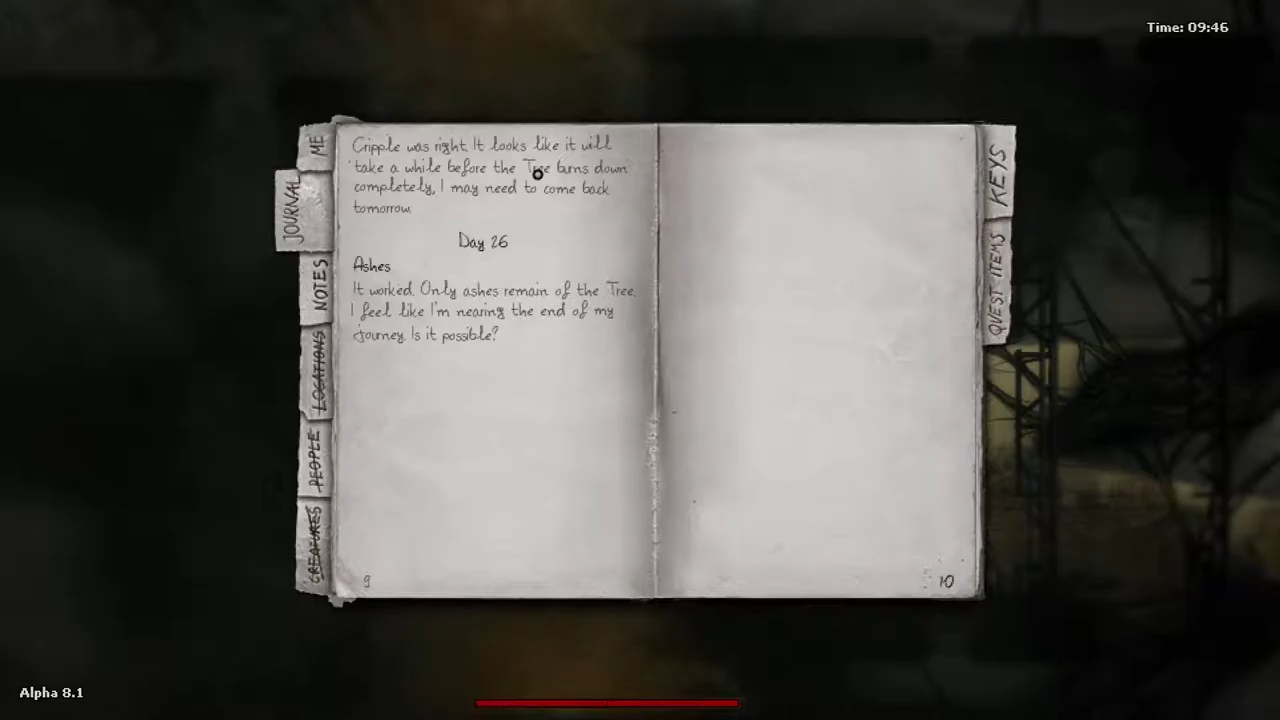 Time: 09:46
ME
JOURNAL
NOTES
LOCATIONS
PEOPLE
CREATURES
Cripple was right. It looks like it will
take a while before the Tree burns down
completely, I may need to come back
tomorrow.
Day 26
Ashes
It worked. Only ashes remain of the Tree.
I feel like I'm nearing the end of my
journey. Is it possible?
9
10
KEYS
QUEST ITEMS
Alpha 8.1